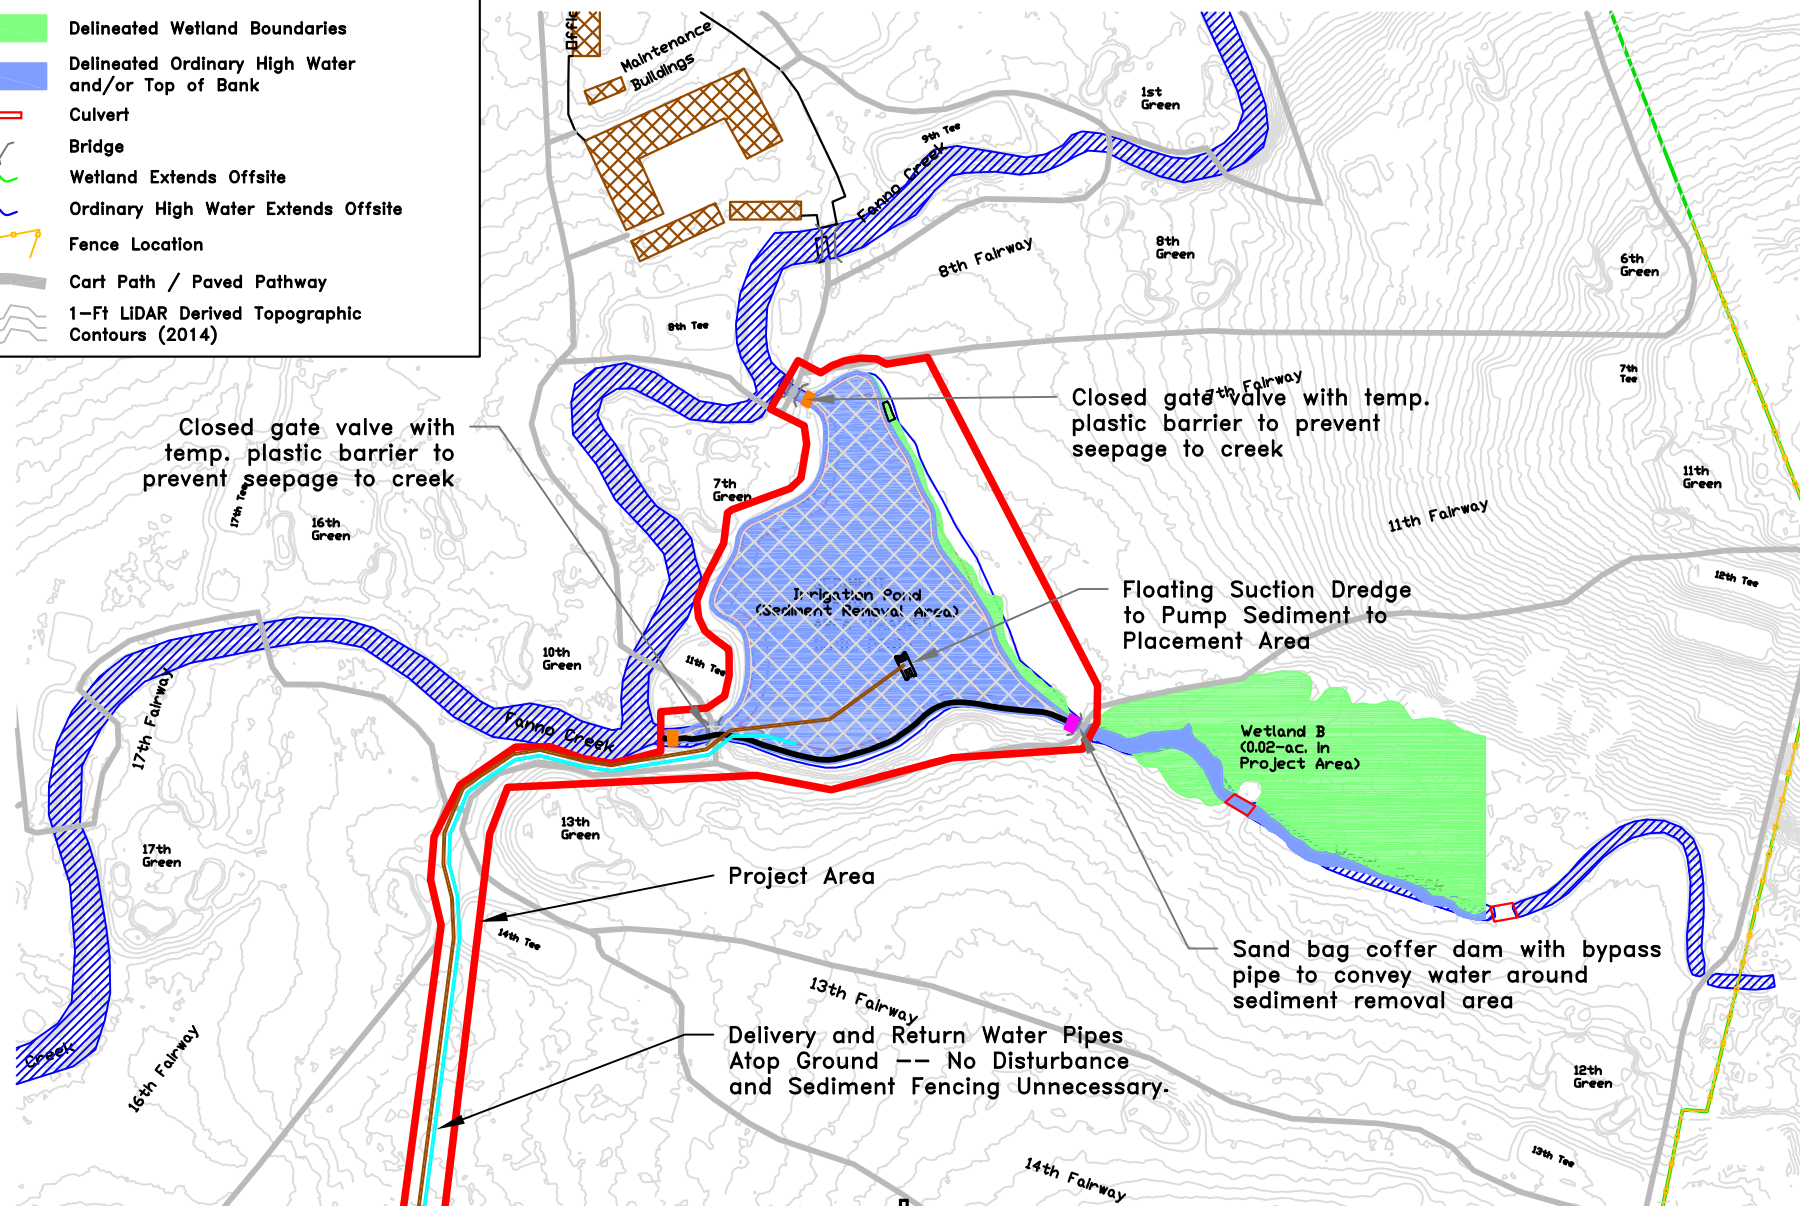 Delineated Wetland Boundaries
Delineated Ordinary High Water
and/or Top of Bank
Culvert
Bridge
Wetland Extends Offsite
Ordinary High Water Extends Offsite
Fence Location
Cart Path / Paved Pathway
1-Ft LiDAR Derived Topographic
Contours (2014)
Maintenance
Buildings
1st
Green
9th Tee
Fanno Creek
8th Fairway
8th
Green
6th
Green
8th Tee
7th Fairway
7th
Tee
Closed gate valve with temp.
plastic barrier to prevent
seepage to creek
Closed gate valve with
temp. plastic barrier to
prevent seepage to creek
17th Tee
16th
Green
7th
Green
11th
Green
11th Fairway
12th Tee
Irrigation Pond
(Sediment Removal Area)
Floating Suction Dredge
to Pump Sediment to
Placement Area
10th
Green
11th Tee
17th Fairway
Fanno Creek
Wetland B
(0.02-ac. In
Project Area)
13th
Green
17th
Green
Project Area
14th Tee
Sand bag coffer dam with bypass
pipe to convey water around
sediment removal area
13th Fairway
Delivery and Return Water Pipes
Atop Ground -- No Disturbance
and Sediment Fencing Unnecessary.
Creek
16th Fairway
12th
Green
13th Tee
14th Fairway